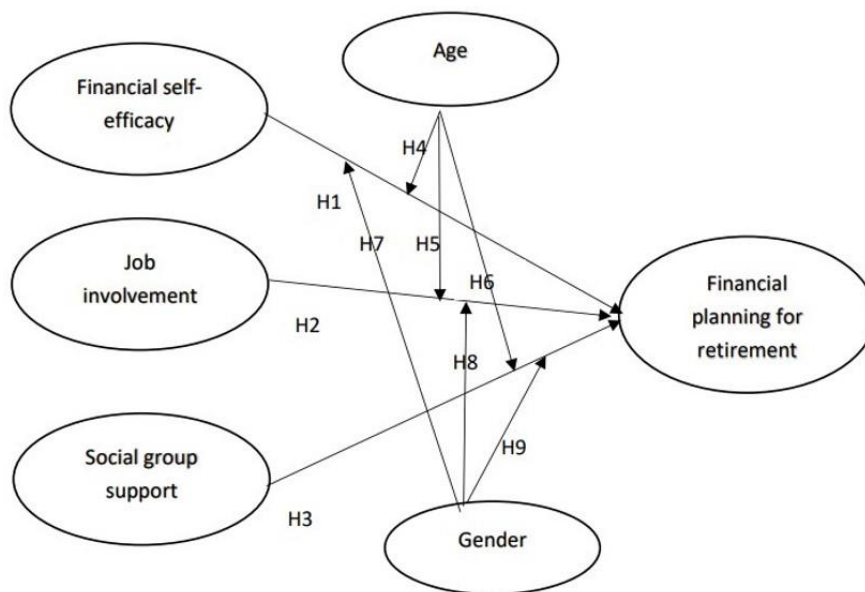 Age
Financial self-
efficacy
H4
H1
H7
H5
Job
involvement
H6
Financial
planning for
retirement
H2
H8
Social group
support
H9
H3
Gender